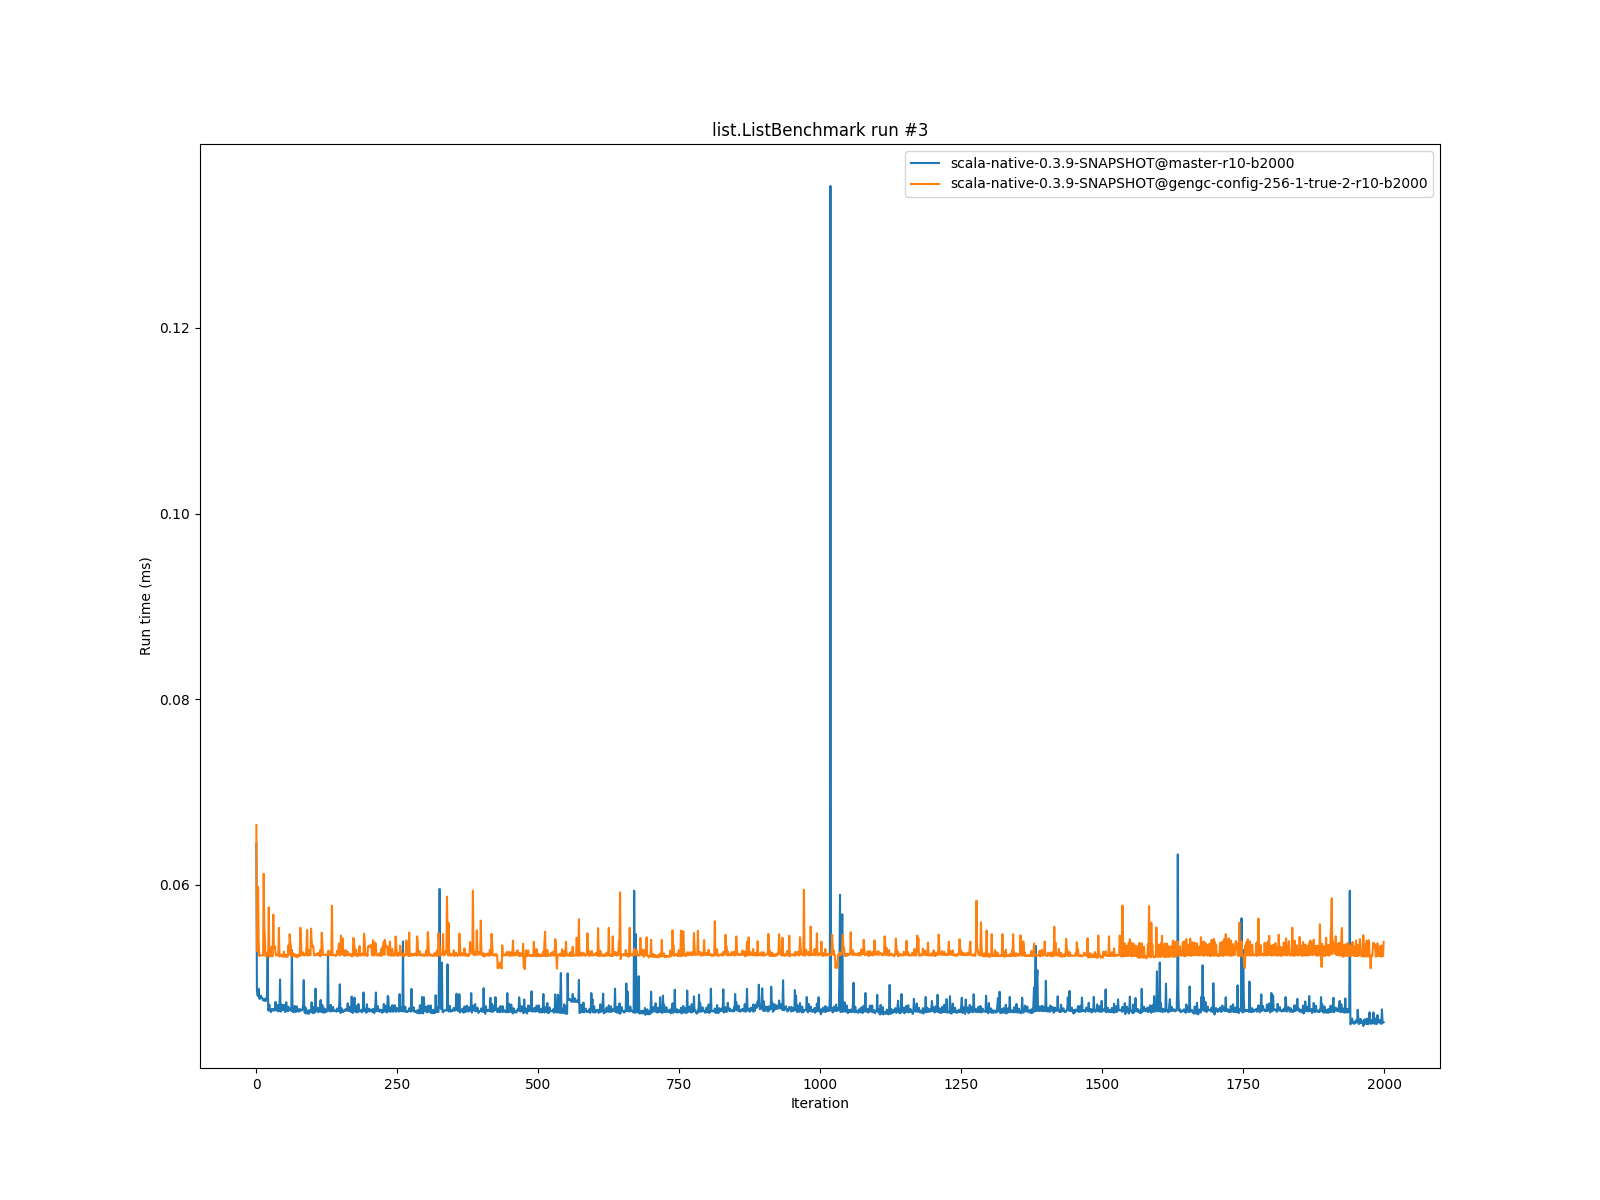 list.ListBenchmark run #3
scala-native-0.3.9-SNAPSHOT@master-r10-b2000
scala-native-0.3.9-SNAPSHOT@gengc-config-256-1-true-2-r10-b2000
0.12
0.10
0.08
0.06
Run time (ms)
0 250 500 750 1000 1250 1500 1750 2000
Iteration